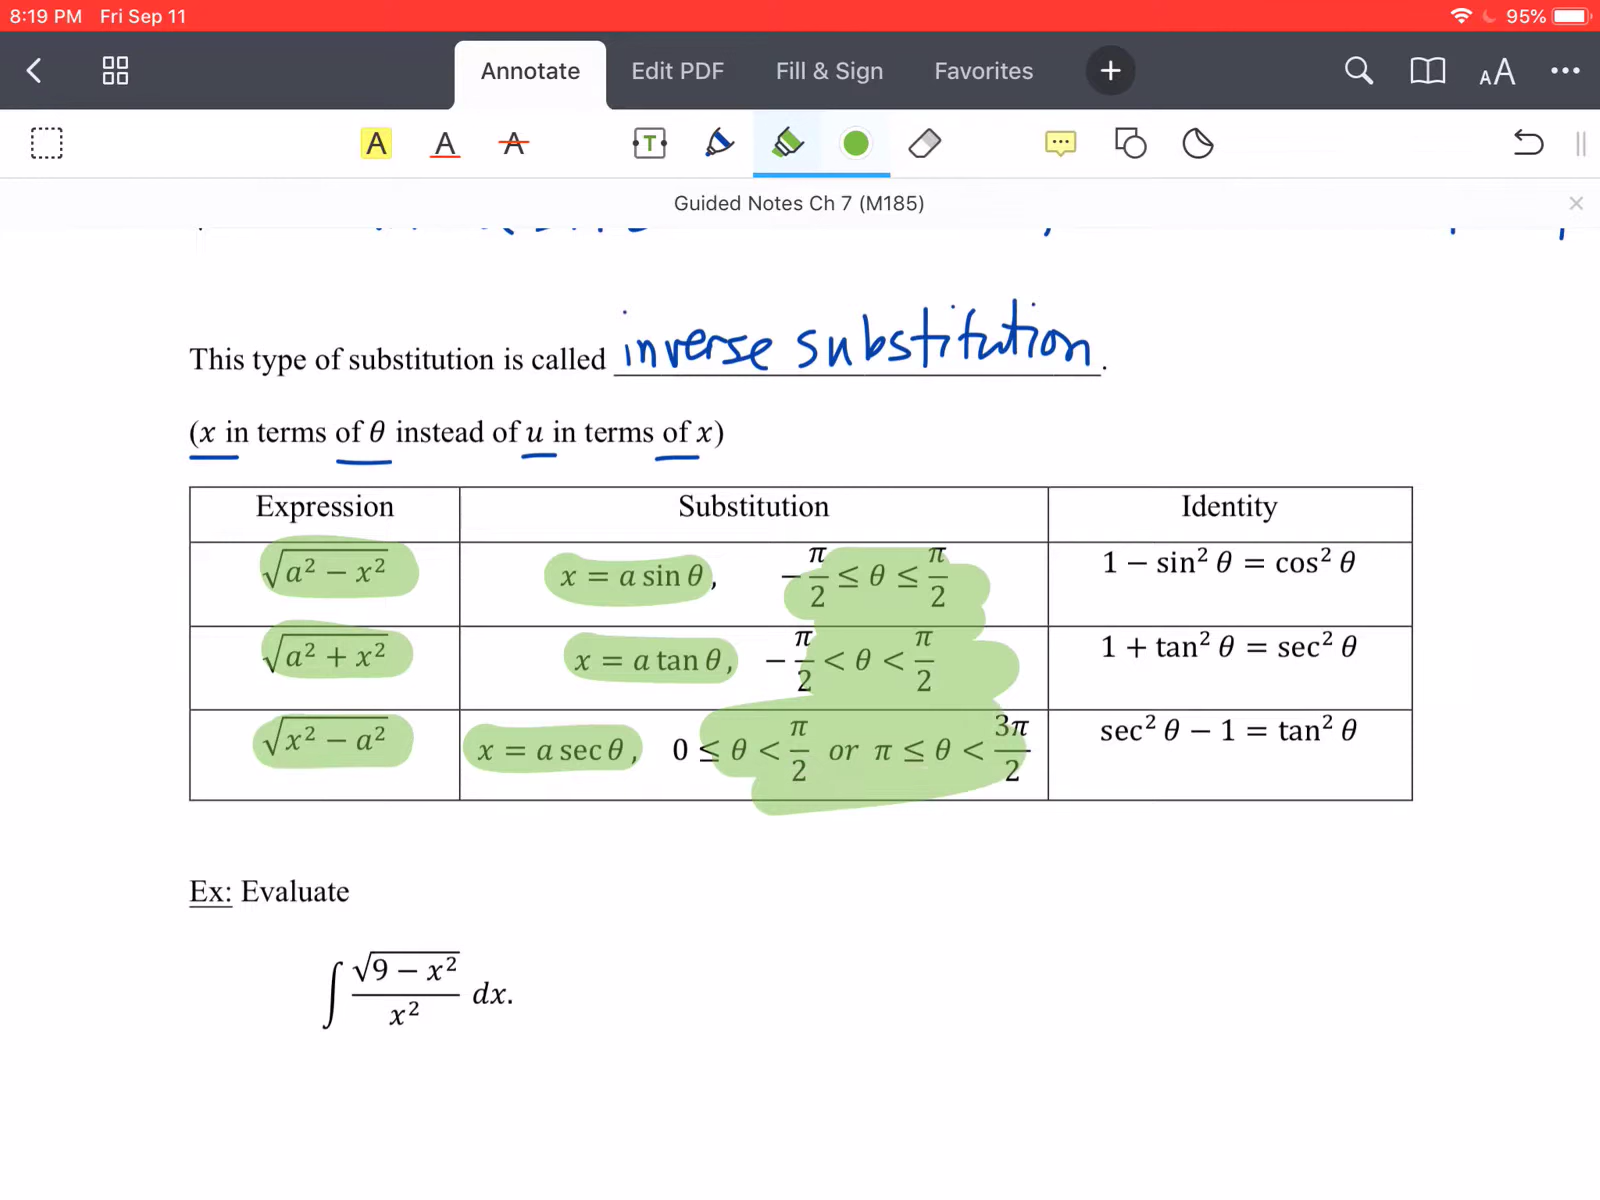 8:19 PM Fri Sep 11 95%
Annotate Edit PDF Fill & Sign Favorites + AA
A A A T
Guided Notes Ch 7 (M185)
This type of substitution is called inverse substitution.
(x in terms of θ instead of u in terms of x)
Expression Substitution Identity
√(a² − x²) x = a sin θ, −π/2 ≤ θ ≤ π/2 1 − sin² θ = cos² θ
√(a² + x²) x = a tan θ, −π/2 < θ < π/2 1 + tan² θ = sec² θ
√(x² − a²) x = a sec θ, 0 ≤ θ < π/2 or π ≤ θ < 3π/2 sec² θ − 1 = tan² θ
Ex: Evaluate
∫ √(9 − x²)/x² dx.